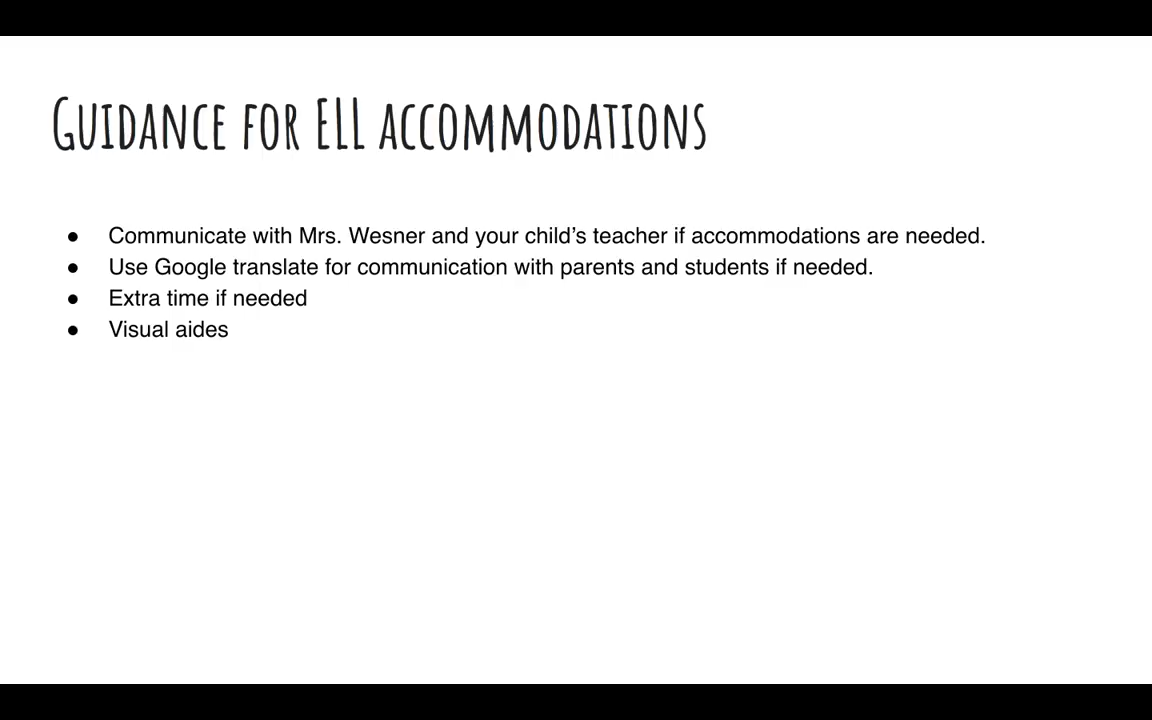 Guidance for ELL accommodations
● Communicate with Mrs. Wesner and your child’s teacher if accommodations are needed.
● Use Google translate for communication with parents and students if needed.
● Extra time if needed
● Visual aides